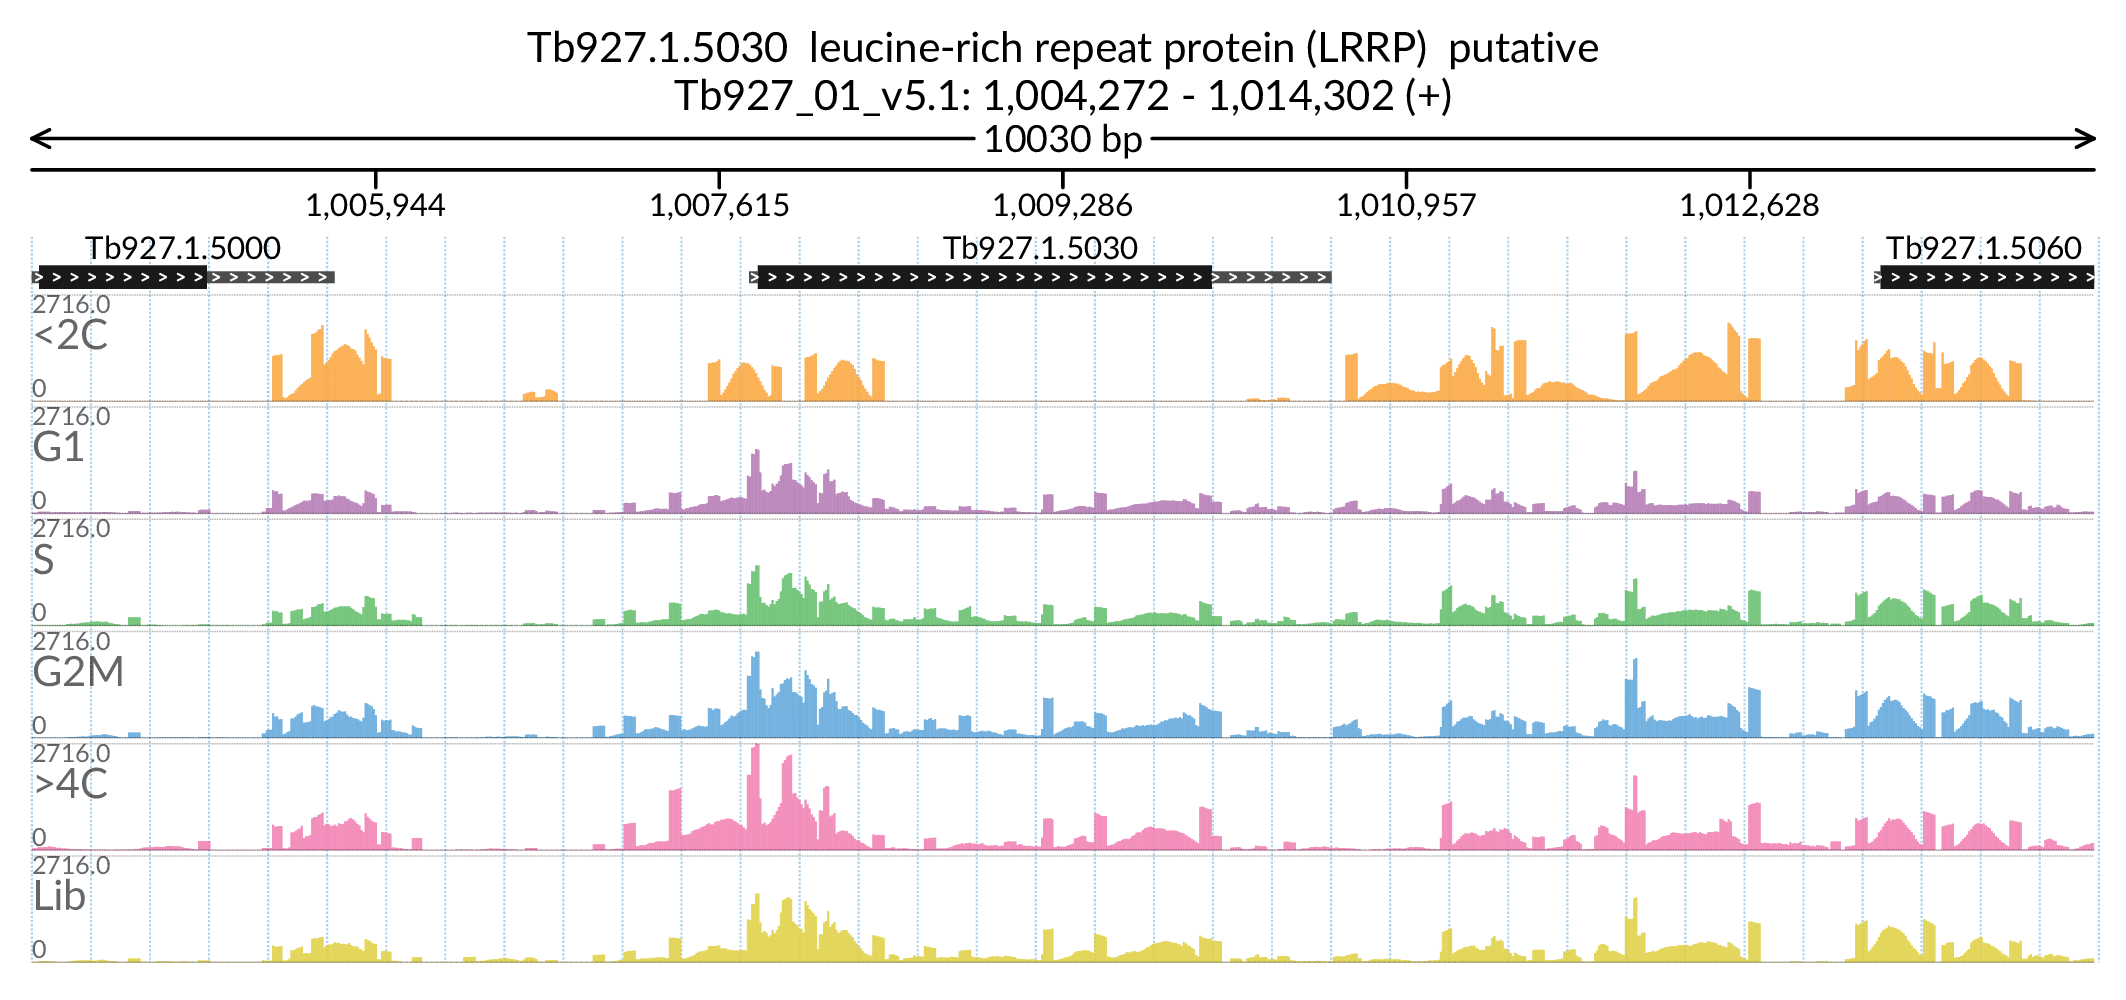 Tb927.1.5030  leucine-rich repeat protein (LRRP)  putative
Tb927_01_v5.1: 1,004,272 - 1,014,302 (+)
10030 bp
1,005,944 1,007,615 1,009,286 1,010,957 1,012,628
Tb927.1.5000 Tb927.1.5030 Tb927.1.5060
2716.0
<2C
0
2716.0
G1
0
2716.0
S
0
2716.0
G2M
0
2716.0
>4C
0
2716.0
Lib
0